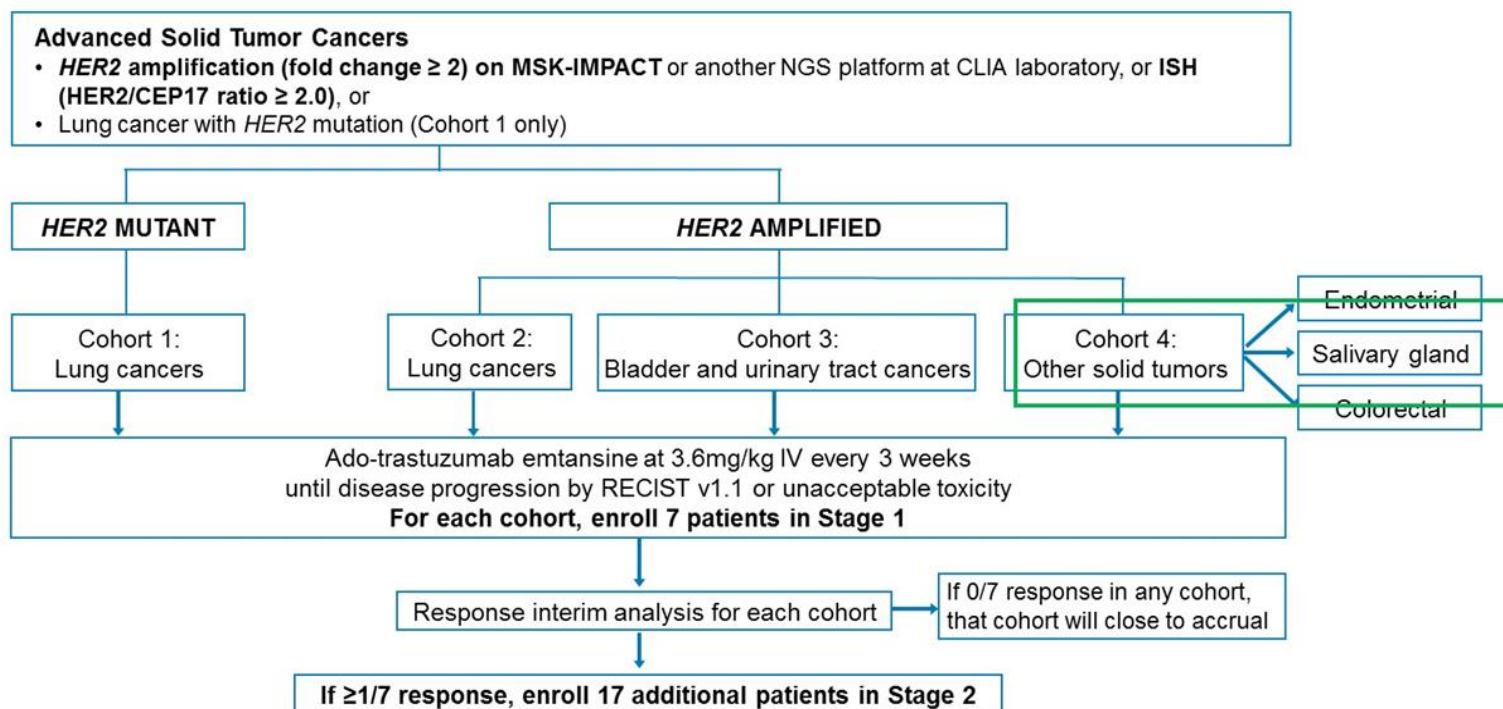 Advanced Solid Tumor Cancers
• HER2 amplification (fold change ≥ 2) on MSK-IMPACT or another NGS platform at CLIA laboratory, or ISH
(HER2/CEP17 ratio ≥ 2.0), or
• Lung cancer with HER2 mutation (Cohort 1 only)
HER2 MUTANT
HER2 AMPLIFIED
Cohort 1:
Lung cancers
Cohort 2:
Lung cancers
Cohort 3:
Bladder and urinary tract cancers
Cohort 4:
Other solid tumors
Endometrial
Salivary gland
Colorectal
Ado-trastuzumab emtansine at 3.6mg/kg IV every 3 weeks
until disease progression by RECIST v1.1 or unacceptable toxicity
For each cohort, enroll 7 patients in Stage 1
Response interim analysis for each cohort
If 0/7 response in any cohort,
that cohort will close to accrual
If ≥1/7 response, enroll 17 additional patients in Stage 2